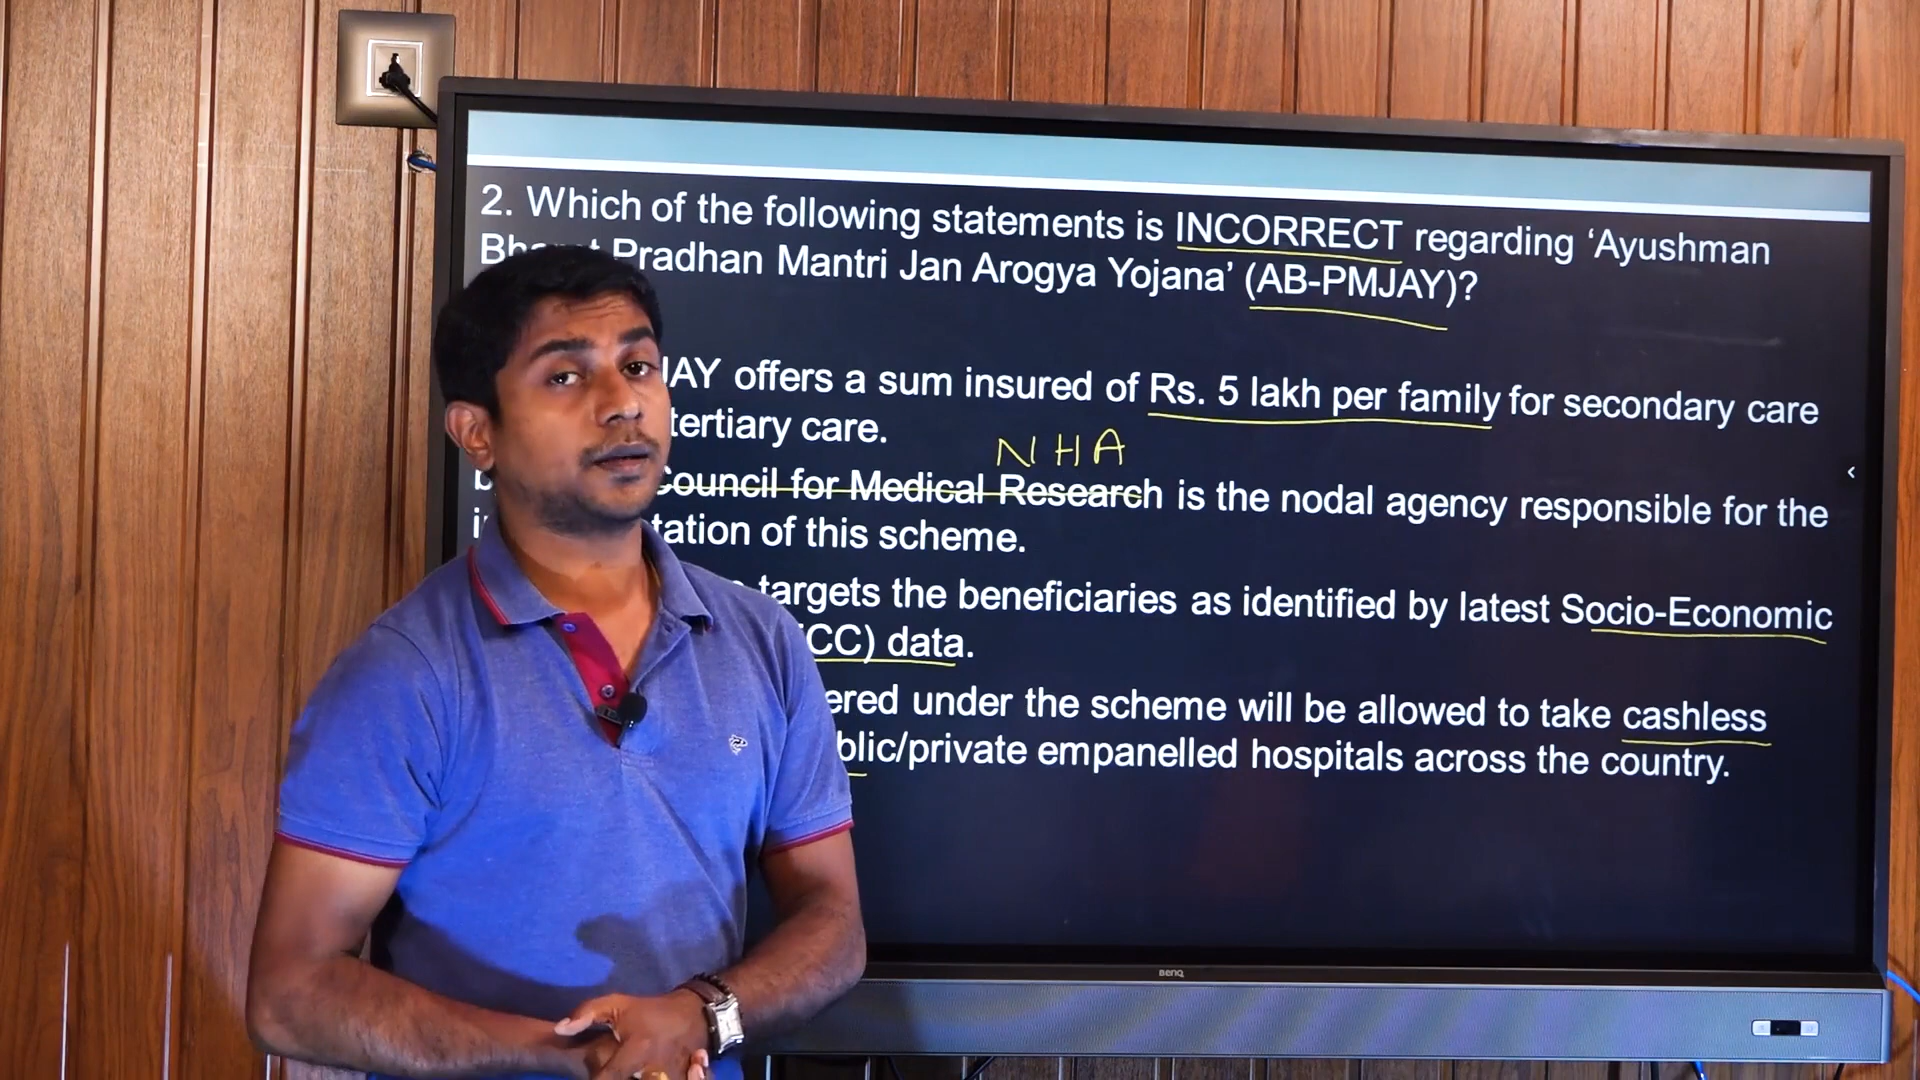 2. Which of the following statements is INCORRECT regarding ‘Ayushman
Pradhan Mantri Jan Arogya Yojana’ (AB-PMJAY)?
JAY offers a sum insured of Rs. 5 lakh per family for secondary care
tertiary care.
NHA
Council for Medical Research is the nodal agency responsible for the
tation of this scheme.
targets the beneficiaries as identified by latest Socio-Economic
CC) data.
ered under the scheme will be allowed to take cashless
blic/private empanelled hospitals across the country.
BenQ